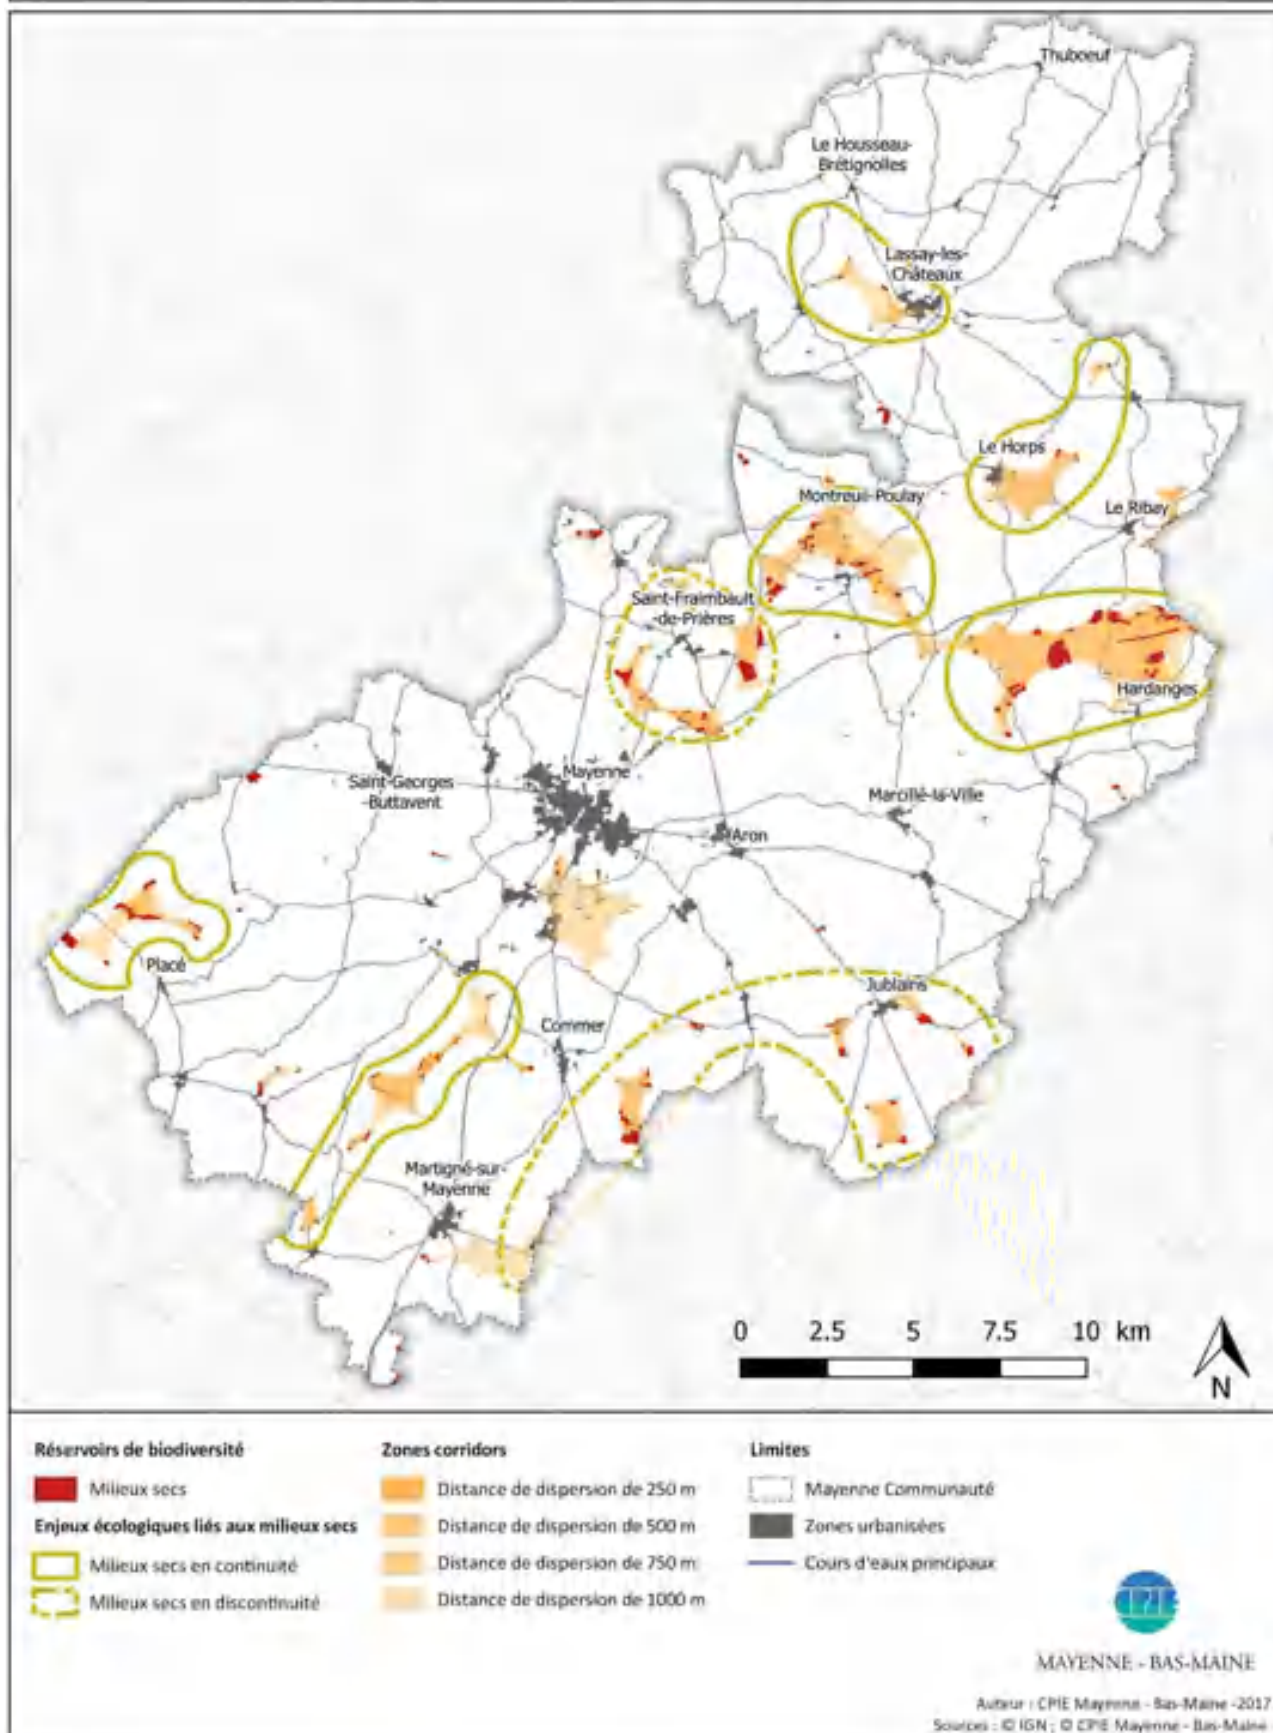 Thuboeuf
Le Housseau-
Brétignolles
Lassay-les-
Châteaux
Le Horps
Montreuil-Poulay
Le Ribay
Saint-Fraimbault
-de-Prières
Hardanges
Mayenne
Saint-Georges
-Buttavent
Marcillé-la-Ville
Aron
Placé
Jublains
Commer
Martigné-sur-
Mayenne
0 2.5 5 7.5 10 km
N
Réservoirs de biodiversité
Milieux secs
Enjeux écologiques liés aux milieux secs
Milieux secs en continuité
Milieux secs en discontinuité
Zones corridors
Distance de dispersion de 250 m
Distance de dispersion de 500 m
Distance de dispersion de 750 m
Distance de dispersion de 1000 m
Limites
Mayenne Communauté
Zones urbanisées
Cours d'eaux principaux
CPIE
MAYENNE - BAS-MAINE
Auteur : CPIE Mayenne - Bas-Maine -2017
Sources : © IGN ; © CPIE Mayenne - Bas-Maine